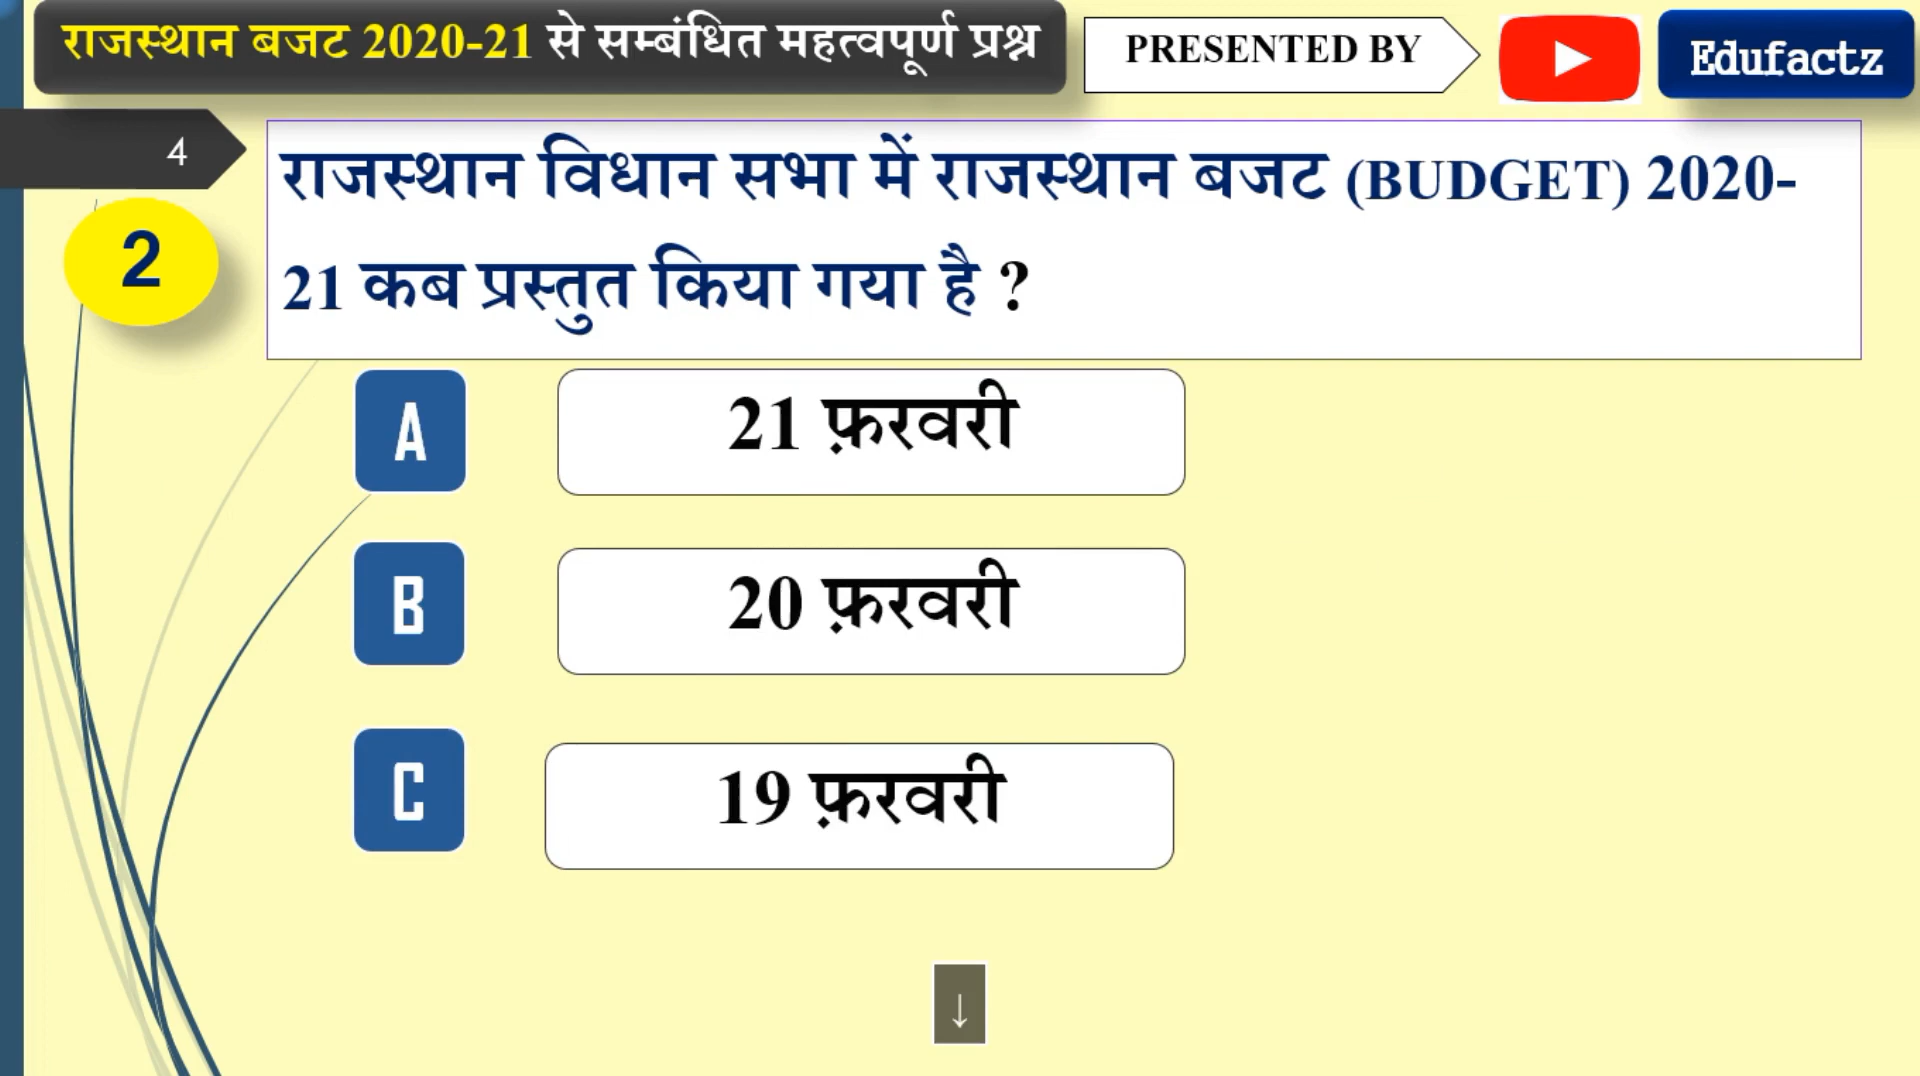 राजस्थान बजट 2020-21 से सम्बंधित महत्वपूर्ण प्रश्न
PRESENTED BY
Edufactz
4
2
राजस्थान विधान सभा में राजस्थान बजट (BUDGET) 2020-
21 कब प्रस्तुत किया गया है ?
A
21 फ़रवरी
B
20 फ़रवरी
C
19 फ़रवरी
↓